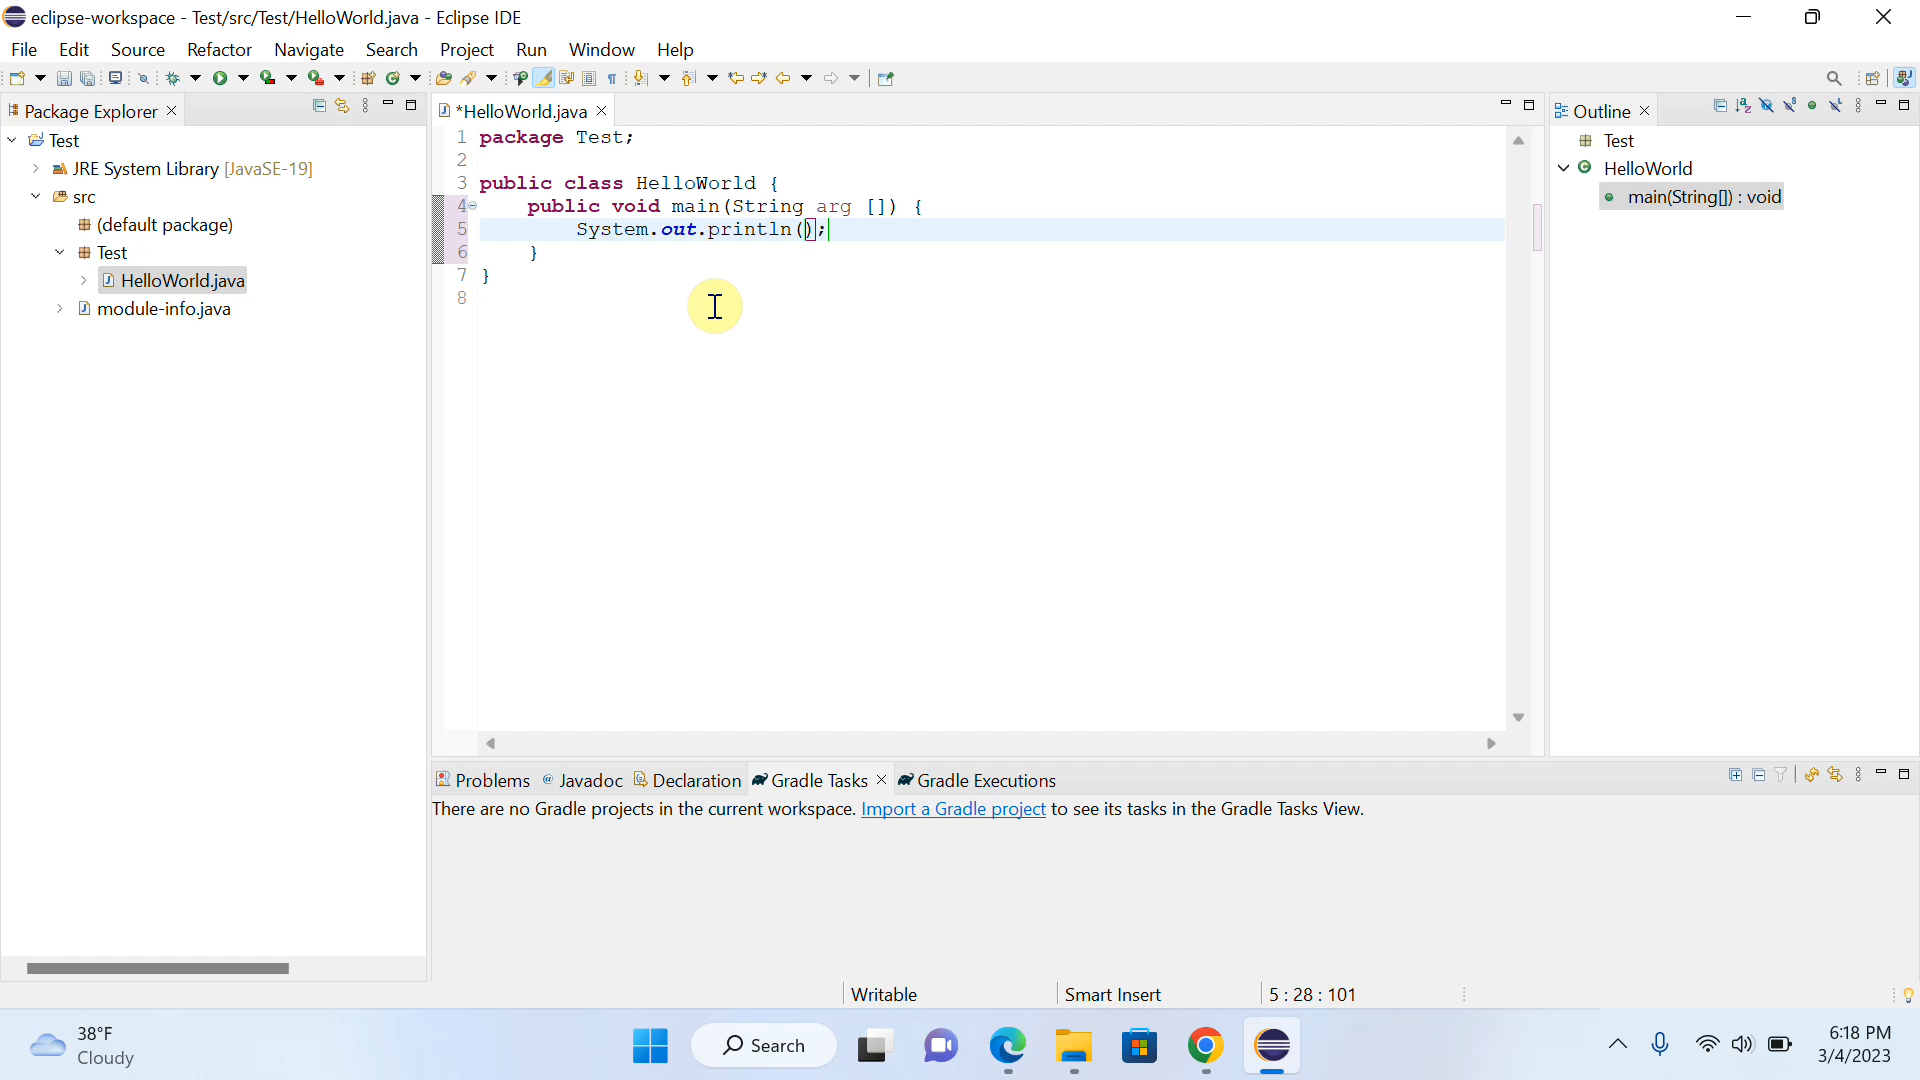 eclipse-workspace - Test/src/Test/HelloWorld.java - Eclipse IDE
File Edit Source Refactor Navigate Search Project Run Window Help
Package Explorer
Test
JRE System Library [JavaSE-19]
src
(default package)
Test
HelloWorld.java
module-info.java
*HelloWorld.java
1 package Test;
2
3 public class HelloWorld {
4 public void main(String arg []) {
5 System.out.println();
6 }
7 }
8
Outline
Test
HelloWorld
main(String[]) : void
Problems Javadoc Declaration Gradle Tasks Gradle Executions
There are no Gradle projects in the current workspace. Import a Gradle project to see its tasks in the Gradle Tasks View.
Writable Smart Insert 5 : 28 : 101
38°F
Cloudy
Search
6:18 PM
3/4/2023